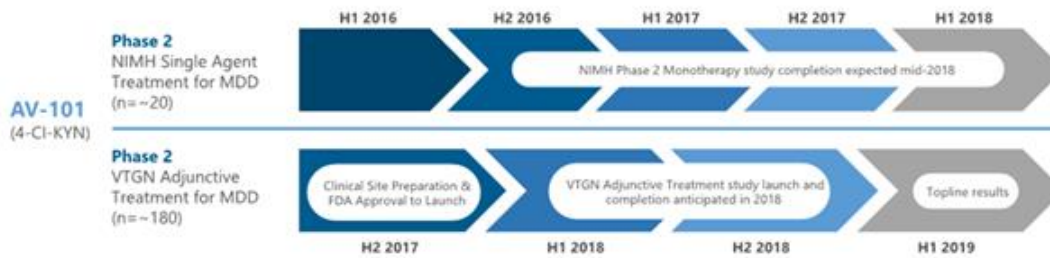 H1 2016 H2 2016 H1 2017 H2 2017 H1 2018
Phase 2
NIMH Single Agent
Treatment for MDD
(n=~20)
NIMH Phase 2 Monotherapy study completion expected mid-2018
AV-101
(4-Cl-KYN)
Phase 2
VTGN Adjunctive
Treatment for MDD
(n=~180)
Clinical Site Preparation &
FDA Approval to Launch
VTGN Adjunctive Treatment study launch and
completion anticipated in 2018
Topline results
H2 2017 H1 2018 H2 2018 H1 2019